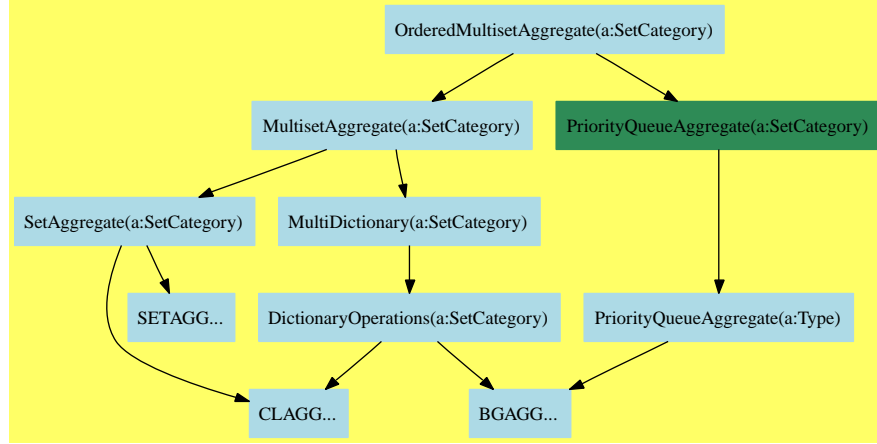 OrderedMultisetAggregate(a:SetCategory)
MultisetAggregate(a:SetCategory)
PriorityQueueAggregate(a:SetCategory)
SetAggregate(a:SetCategory)
MultiDictionary(a:SetCategory)
SETAGG...
DictionaryOperations(a:SetCategory)
PriorityQueueAggregate(a:Type)
CLAGG...
BGAGG...